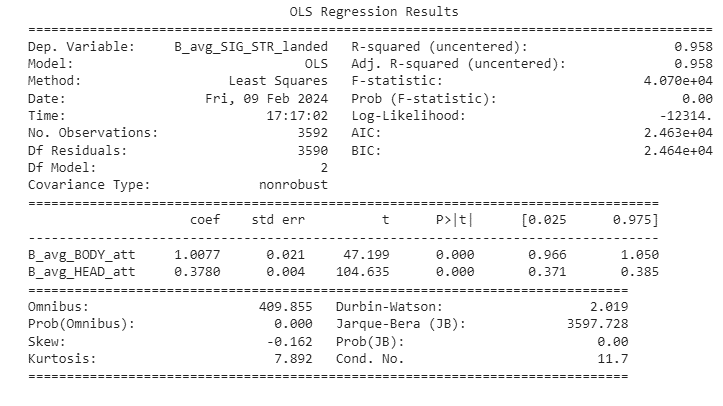 OLS Regression Results
==============================================================================
Dep. Variable: B_avg_SIG_STR_landed R-squared (uncentered): 0.958
Model: OLS Adj. R-squared (uncentered): 0.958
Method: Least Squares F-statistic: 4.070e+04
Date: Fri, 09 Feb 2024 Prob (F-statistic): 0.00
Time: 17:17:02 Log-Likelihood: -12314.
No. Observations: 3592 AIC: 2.463e+04
Df Residuals: 3590 BIC: 2.464e+04
Df Model: 2
Covariance Type: nonrobust
==============================================================================
coef std err t P>|t| [0.025 0.975]
------------------------------------------------------------------------------
B_avg_BODY_att 1.0077 0.021 47.199 0.000 0.966 1.050
B_avg_HEAD_att 0.3780 0.004 104.635 0.000 0.371 0.385
==============================================================================
Omnibus: 409.855 Durbin-Watson: 2.019
Prob(Omnibus): 0.000 Jarque-Bera (JB): 3597.728
Skew: -0.162 Prob(JB): 0.00
Kurtosis: 7.892 Cond. No. 11.7
==============================================================================